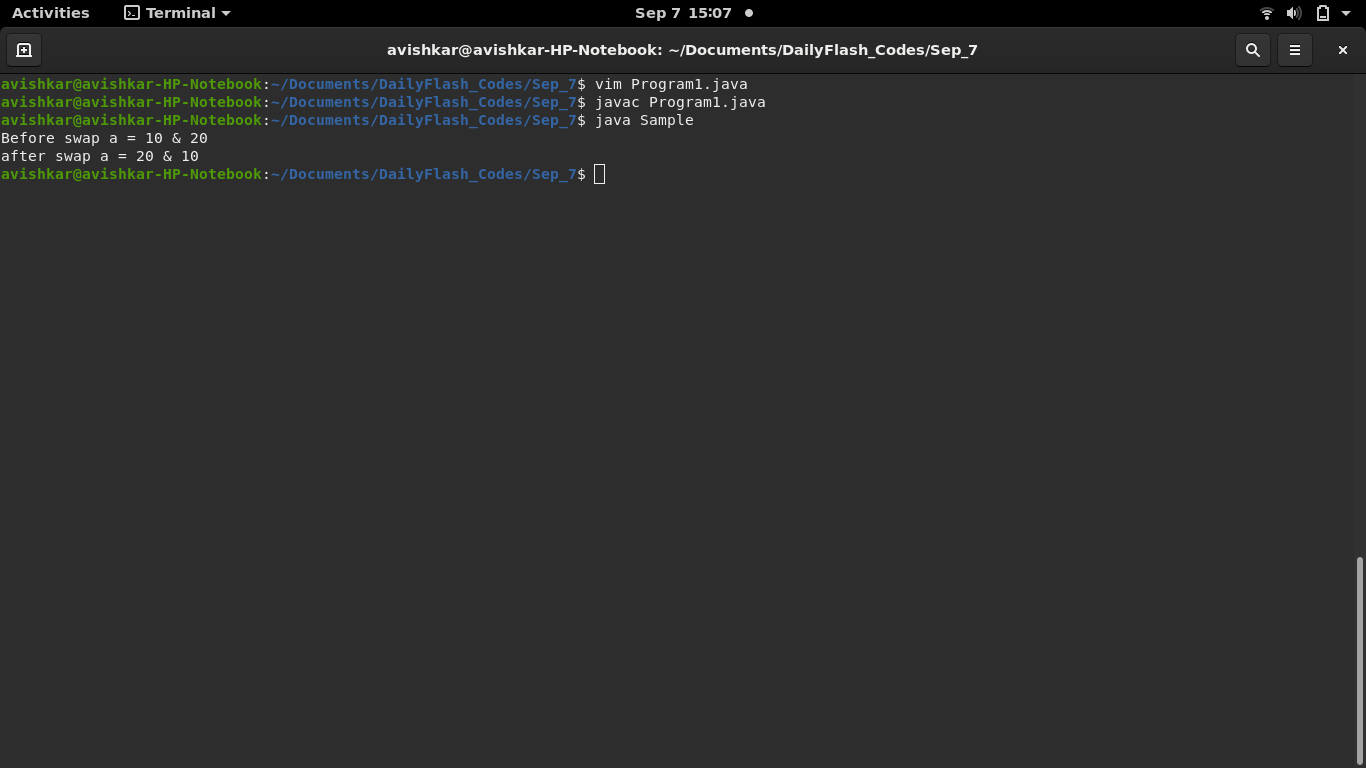 Activities Terminal Sep 7 15:07
avishkar@avishkar-HP-Notebook: ~/Documents/DailyFlash_Codes/Sep_7
avishkar@avishkar-HP-Notebook:~/Documents/DailyFlash_Codes/Sep_7$ vim Program1.java
avishkar@avishkar-HP-Notebook:~/Documents/DailyFlash_Codes/Sep_7$ javac Program1.java
avishkar@avishkar-HP-Notebook:~/Documents/DailyFlash_Codes/Sep_7$ java Sample
Before swap a = 10 & 20
after swap a = 20 & 10
avishkar@avishkar-HP-Notebook:~/Documents/DailyFlash_Codes/Sep_7$